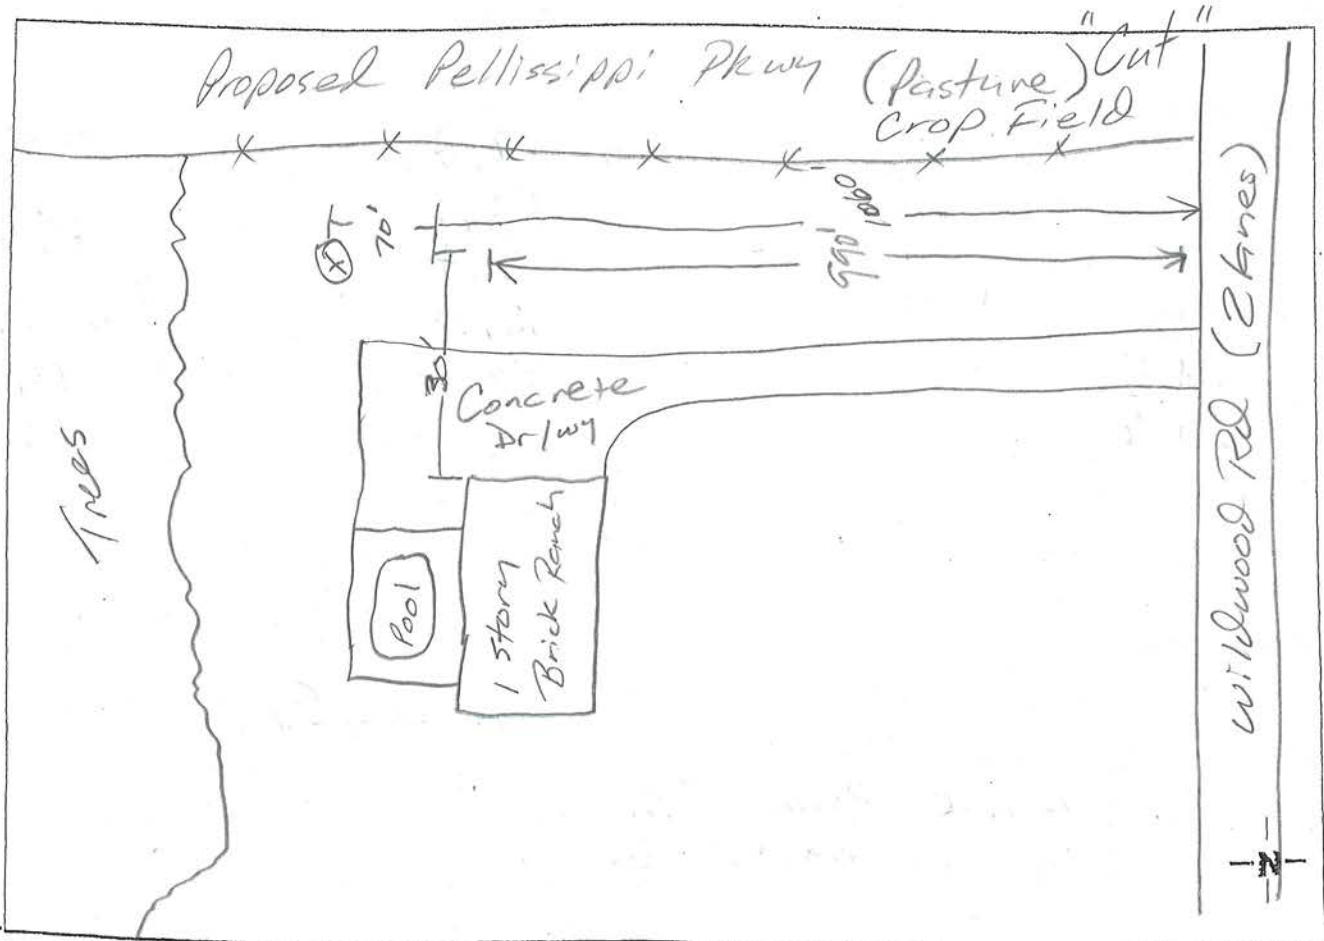 "Cut"
Proposed Pellissippi Pkwy (Pasture)
Crop Field
X X X X X X X
X
70'
1060'
990'
30'
Concrete
Dr/wy
Trees
Pool
1 Story
Brick Ranch
Wildwood Rd (2 lanes)
-N-